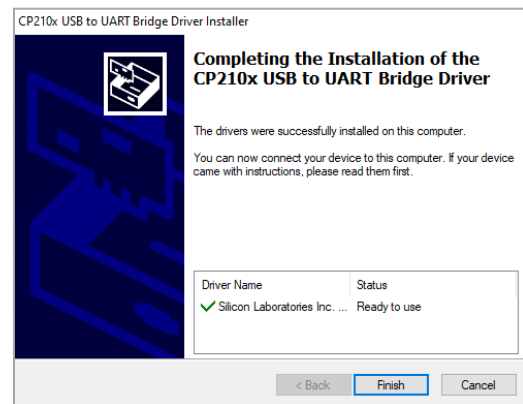 CP210x USB to UART Bridge Driver Installer
Completing the Installation of the
CP210x USB to UART Bridge Driver
The drivers were successfully installed on this computer.
You can now connect your device to this computer. If your device
came with instructions, please read them first.
Driver Name Status
Silicon Laboratories Inc. ... Ready to use
< Back Finish Cancel